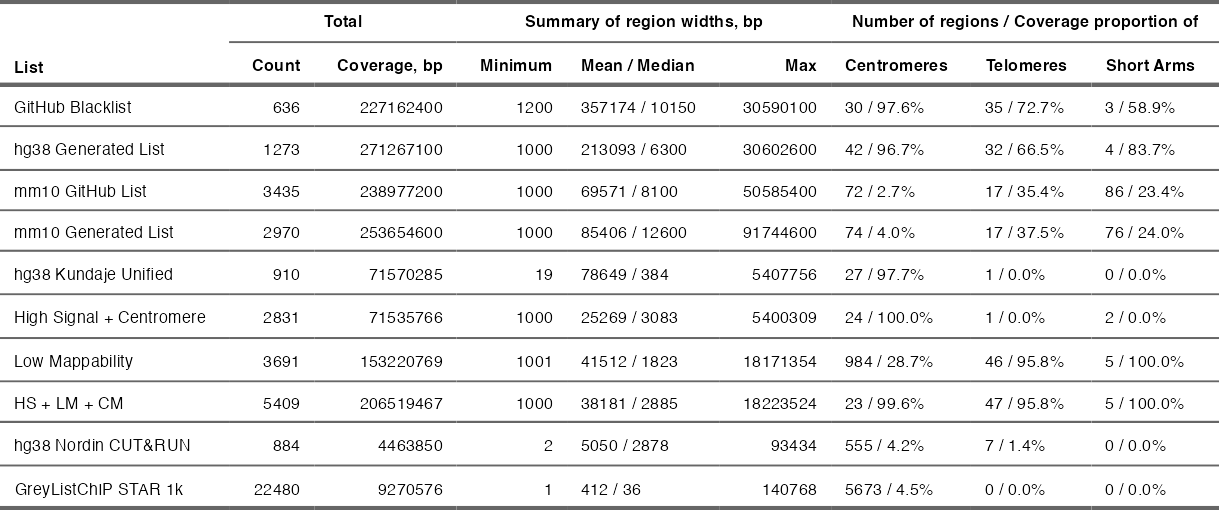 Total Summary of region widths, bp Number of regions / Coverage proportion of
List Count Coverage, bp Minimum Mean / Median Max Centromeres Telomeres Short Arms
GitHub Blacklist 636 227162400 1200 357174 / 10150 30590100 30 / 97.6% 35 / 72.7% 3 / 58.9%
hg38 Generated List 1273 271267100 1000 213093 / 6300 30602600 42 / 96.7% 32 / 66.5% 4 / 83.7%
mm10 GitHub List 3435 238977200 1000 69571 / 8100 50585400 72 / 2.7% 17 / 35.4% 86 / 23.4%
mm10 Generated List 2970 253654600 1000 85406 / 12600 91744600 74 / 4.0% 17 / 37.5% 76 / 24.0%
hg38 Kundaje Unified 910 71570285 19 78649 / 384 5407756 27 / 97.7% 1 / 0.0% 0 / 0.0%
High Signal + Centromere 2831 71535766 1000 25269 / 3083 5400309 24 / 100.0% 1 / 0.0% 2 / 0.0%
Low Mappability 3691 153220769 1001 41512 / 1823 18171354 984 / 28.7% 46 / 95.8% 5 / 100.0%
HS + LM + CM 5409 206519467 1000 38181 / 2885 18223524 23 / 99.6% 47 / 95.8% 5 / 100.0%
hg38 Nordin CUT&RUN 884 4463850 2 5050 / 2878 93434 555 / 4.2% 7 / 1.4% 0 / 0.0%
GreyListChIP STAR 1k 22480 9270576 1 412 / 36 140768 5673 / 4.5% 0 / 0.0% 0 / 0.0%